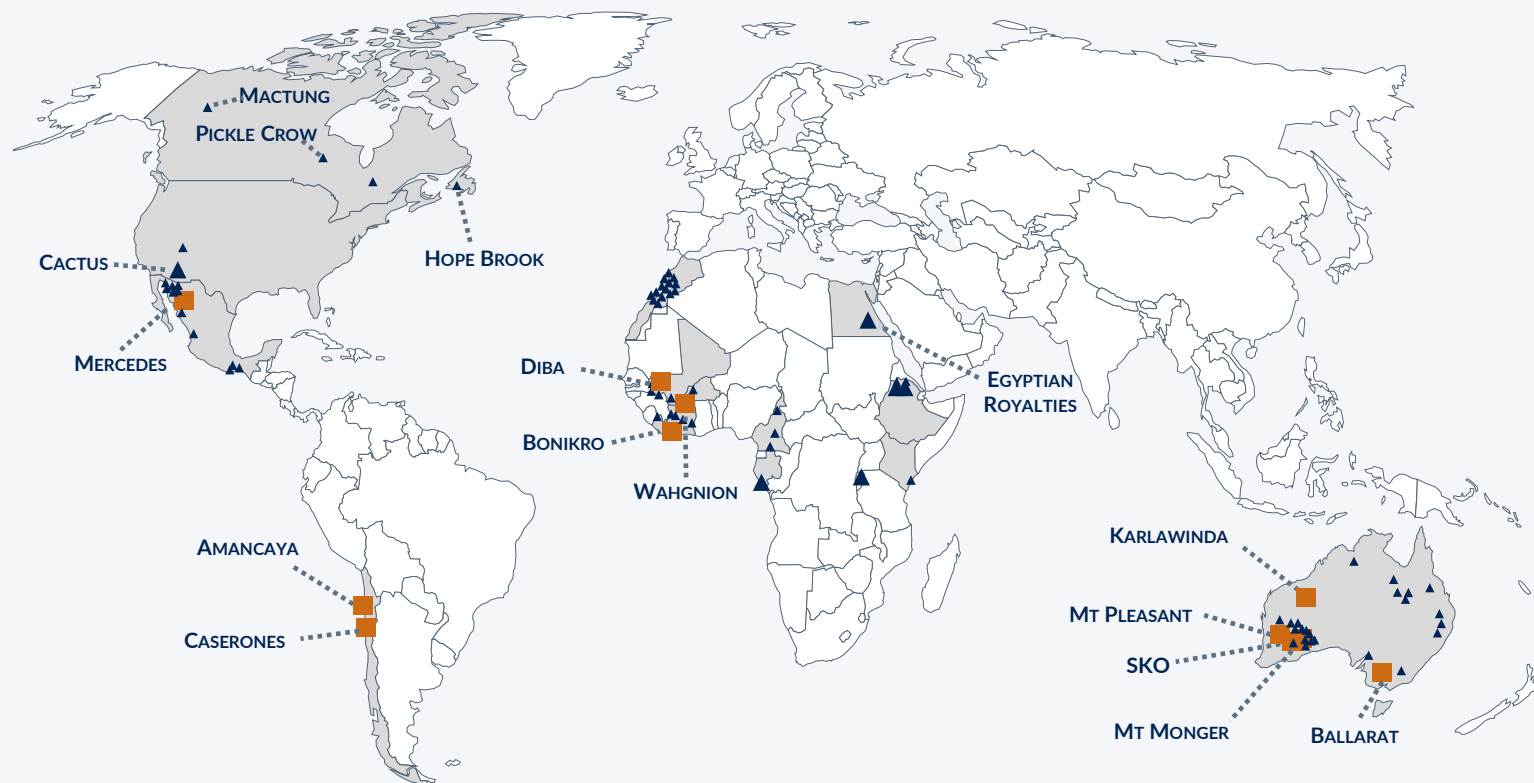 MACTUNG
PICKLE CROW
HOPE BROOK
CACTUS
MERCEDES
DIBA
EGYPTIAN
ROYALTIES
BONIKRO
WAHGNION
AMANCAYA
CASERONES
KARLAWINDA
MT PLEASANT
SKO
MT MONGER
BALLARAT